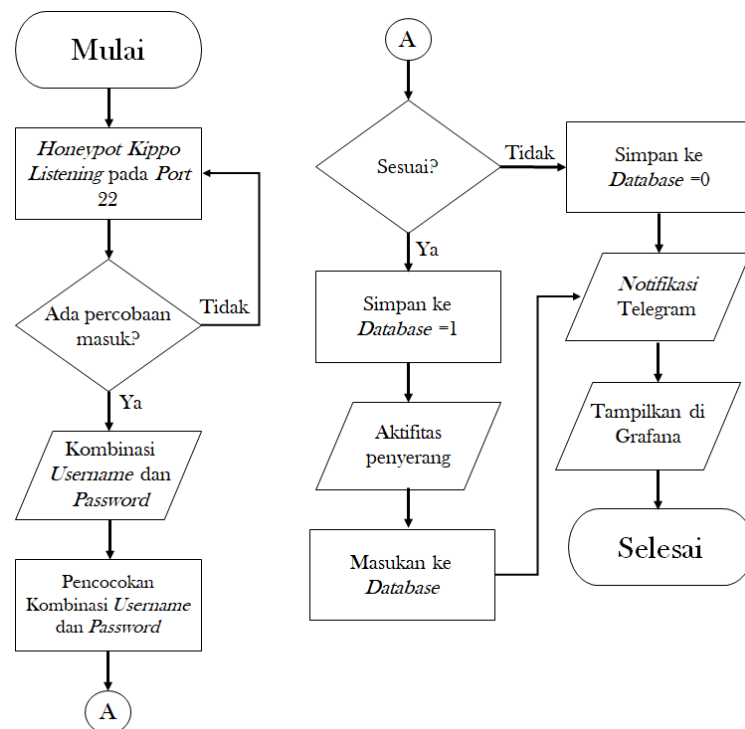 Mulai
Honeypot Kippo
Listening pada Port
22
Ada percobaan
masuk?
Tidak
Ya
Kombinasi
Username dan
Password
Pencocokan
Kombinasi Username
dan Password
A
A
Sesuai?
Tidak
Ya
Simpan ke
Database =1
Aktifitas
penyerang
Masukan ke
Database
Simpan ke
Database =0
Notifikasi
Telegram
Tampilkan di
Grafana
Selesai